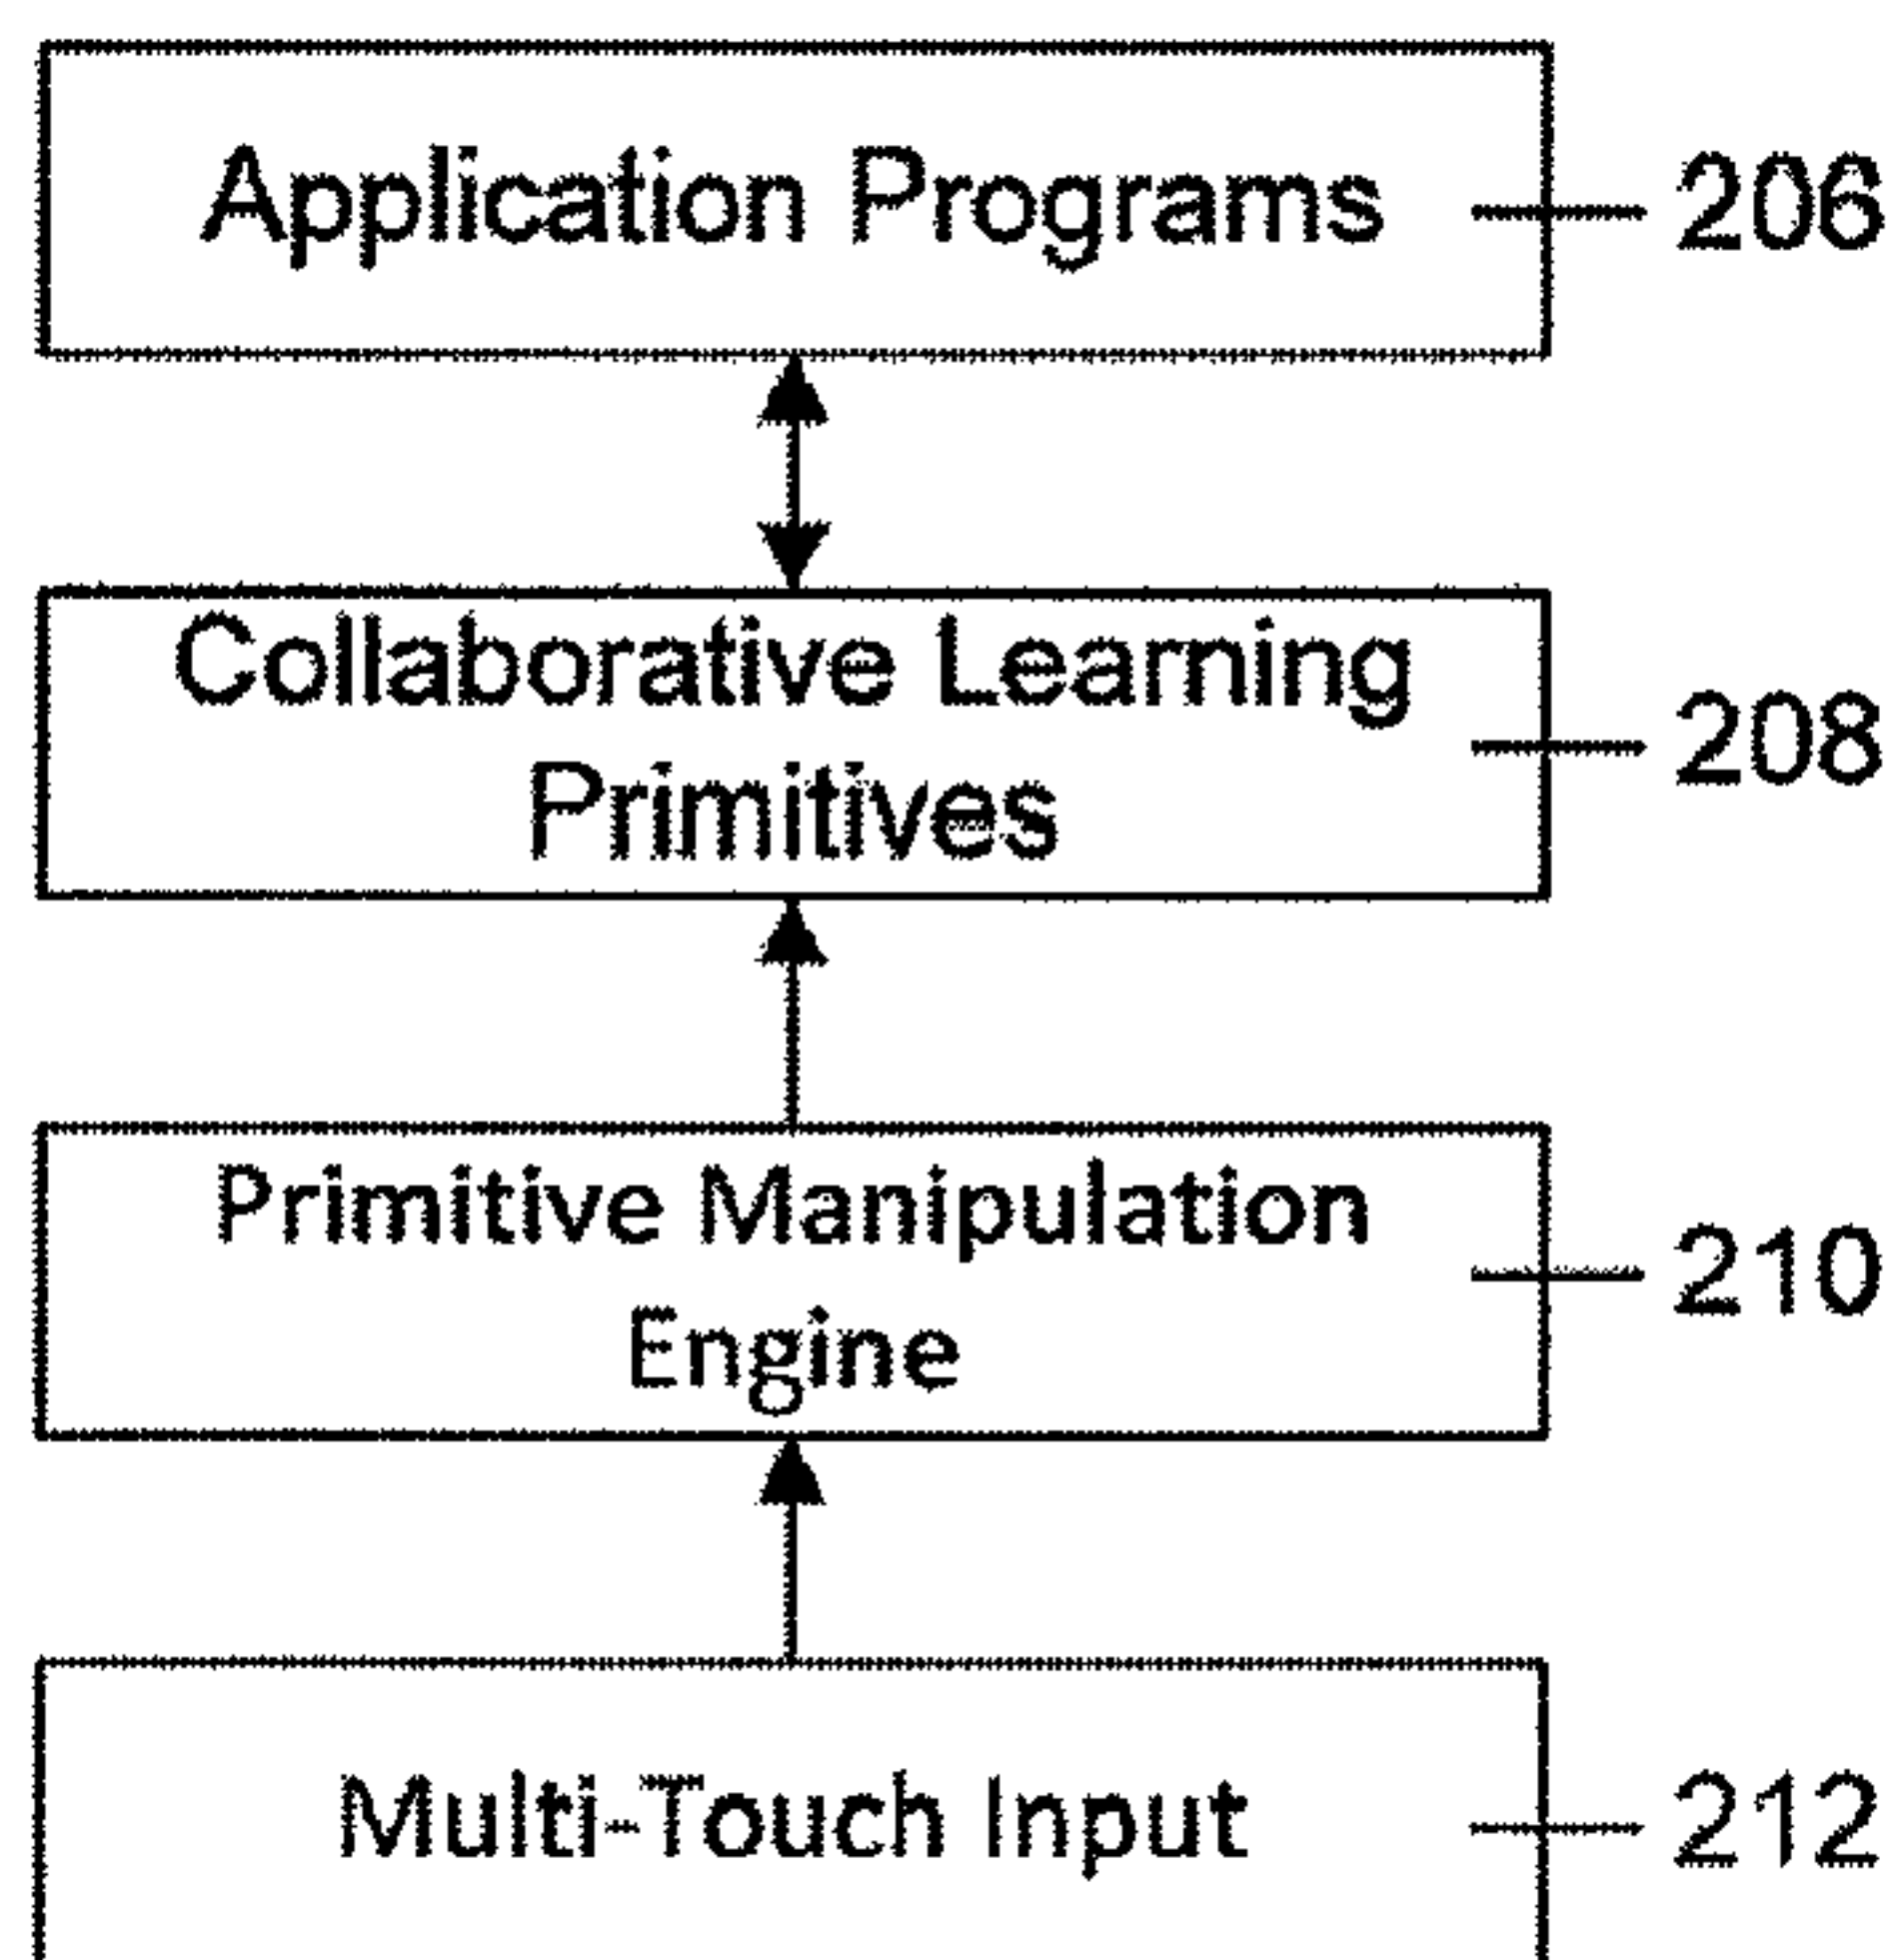 Application Programs
206
Collaborative Learning
Primitives
208
Primitive Manipulation
Engine
210
Multi-Touch Input
212